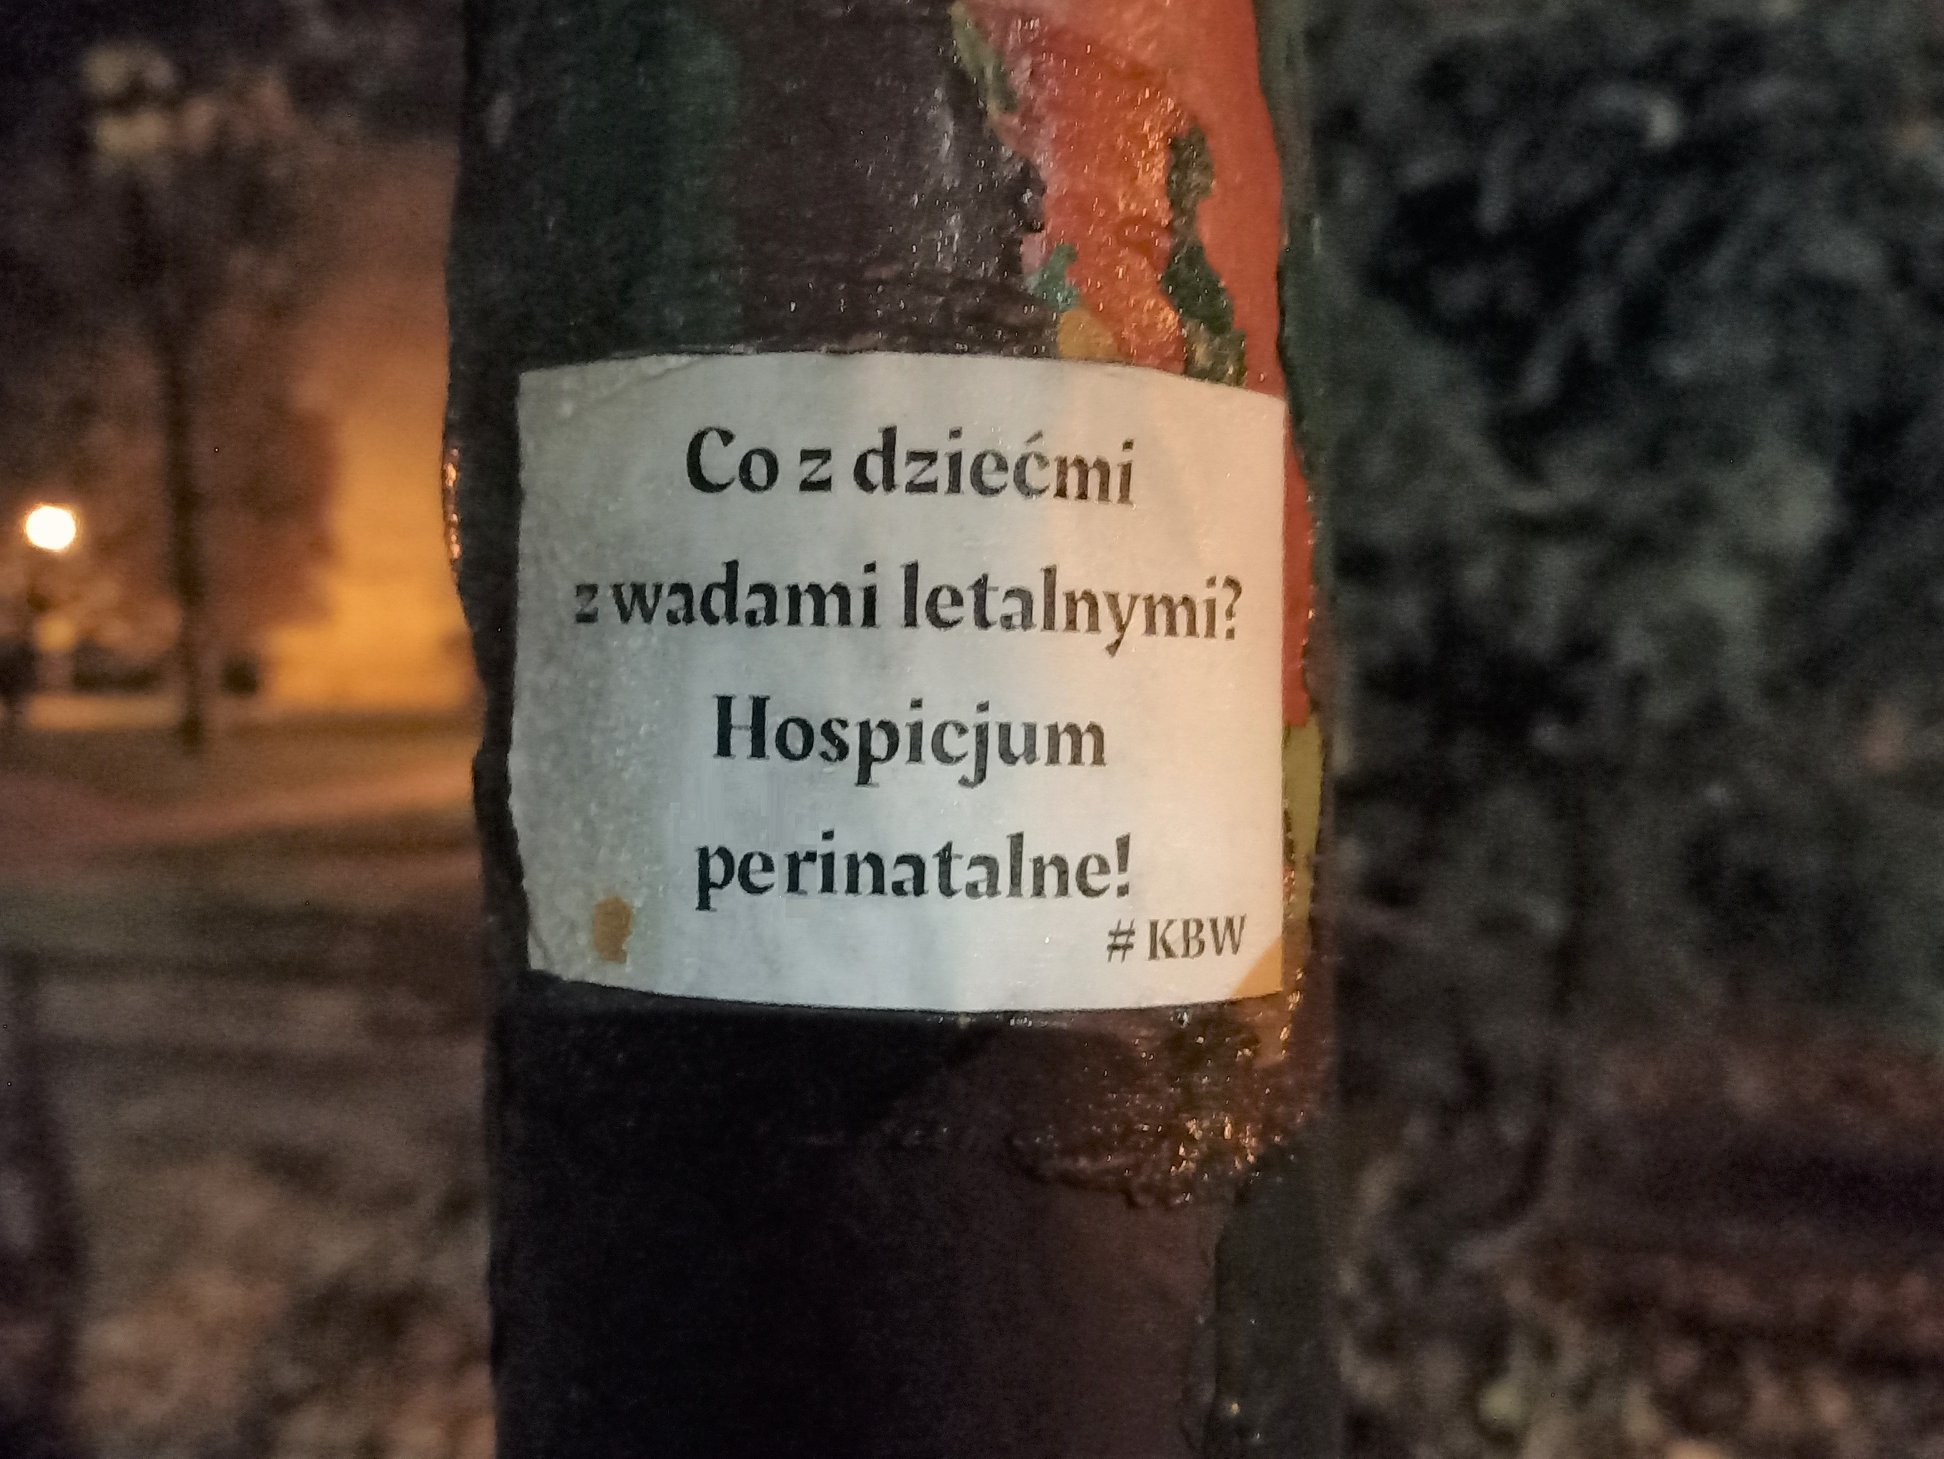 Co z dziećmi
z wadami letalnymi?
Hospicjum
perinatalne!
# KBW